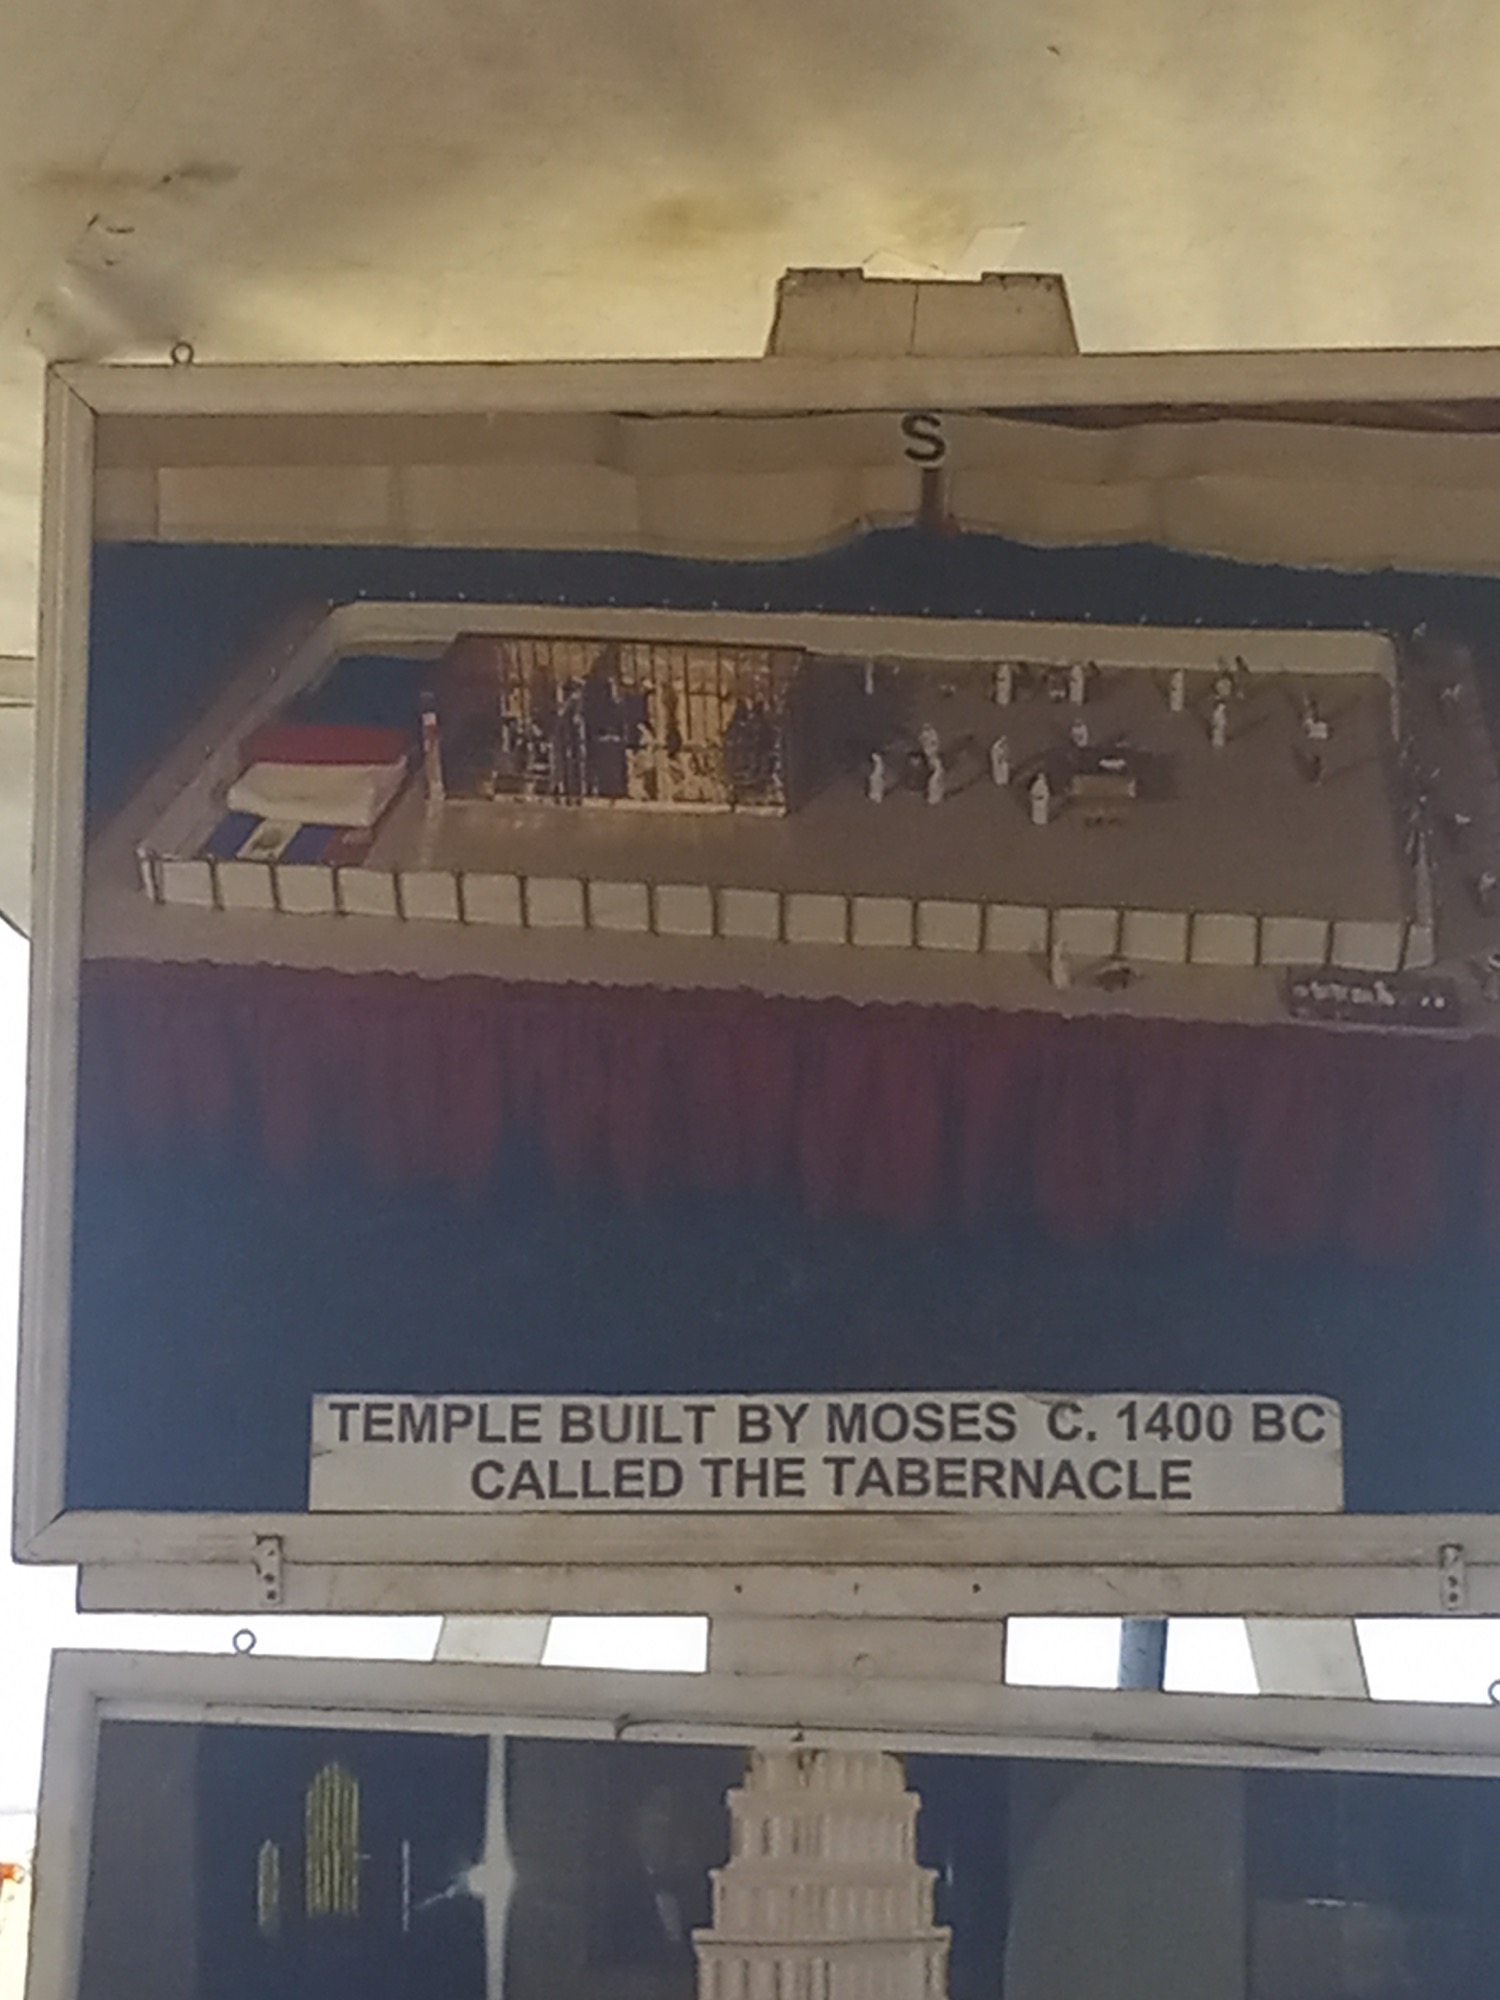 S
TEMPLE BUILT BY MOSES C. 1400 BC
CALLED THE TABERNACLE